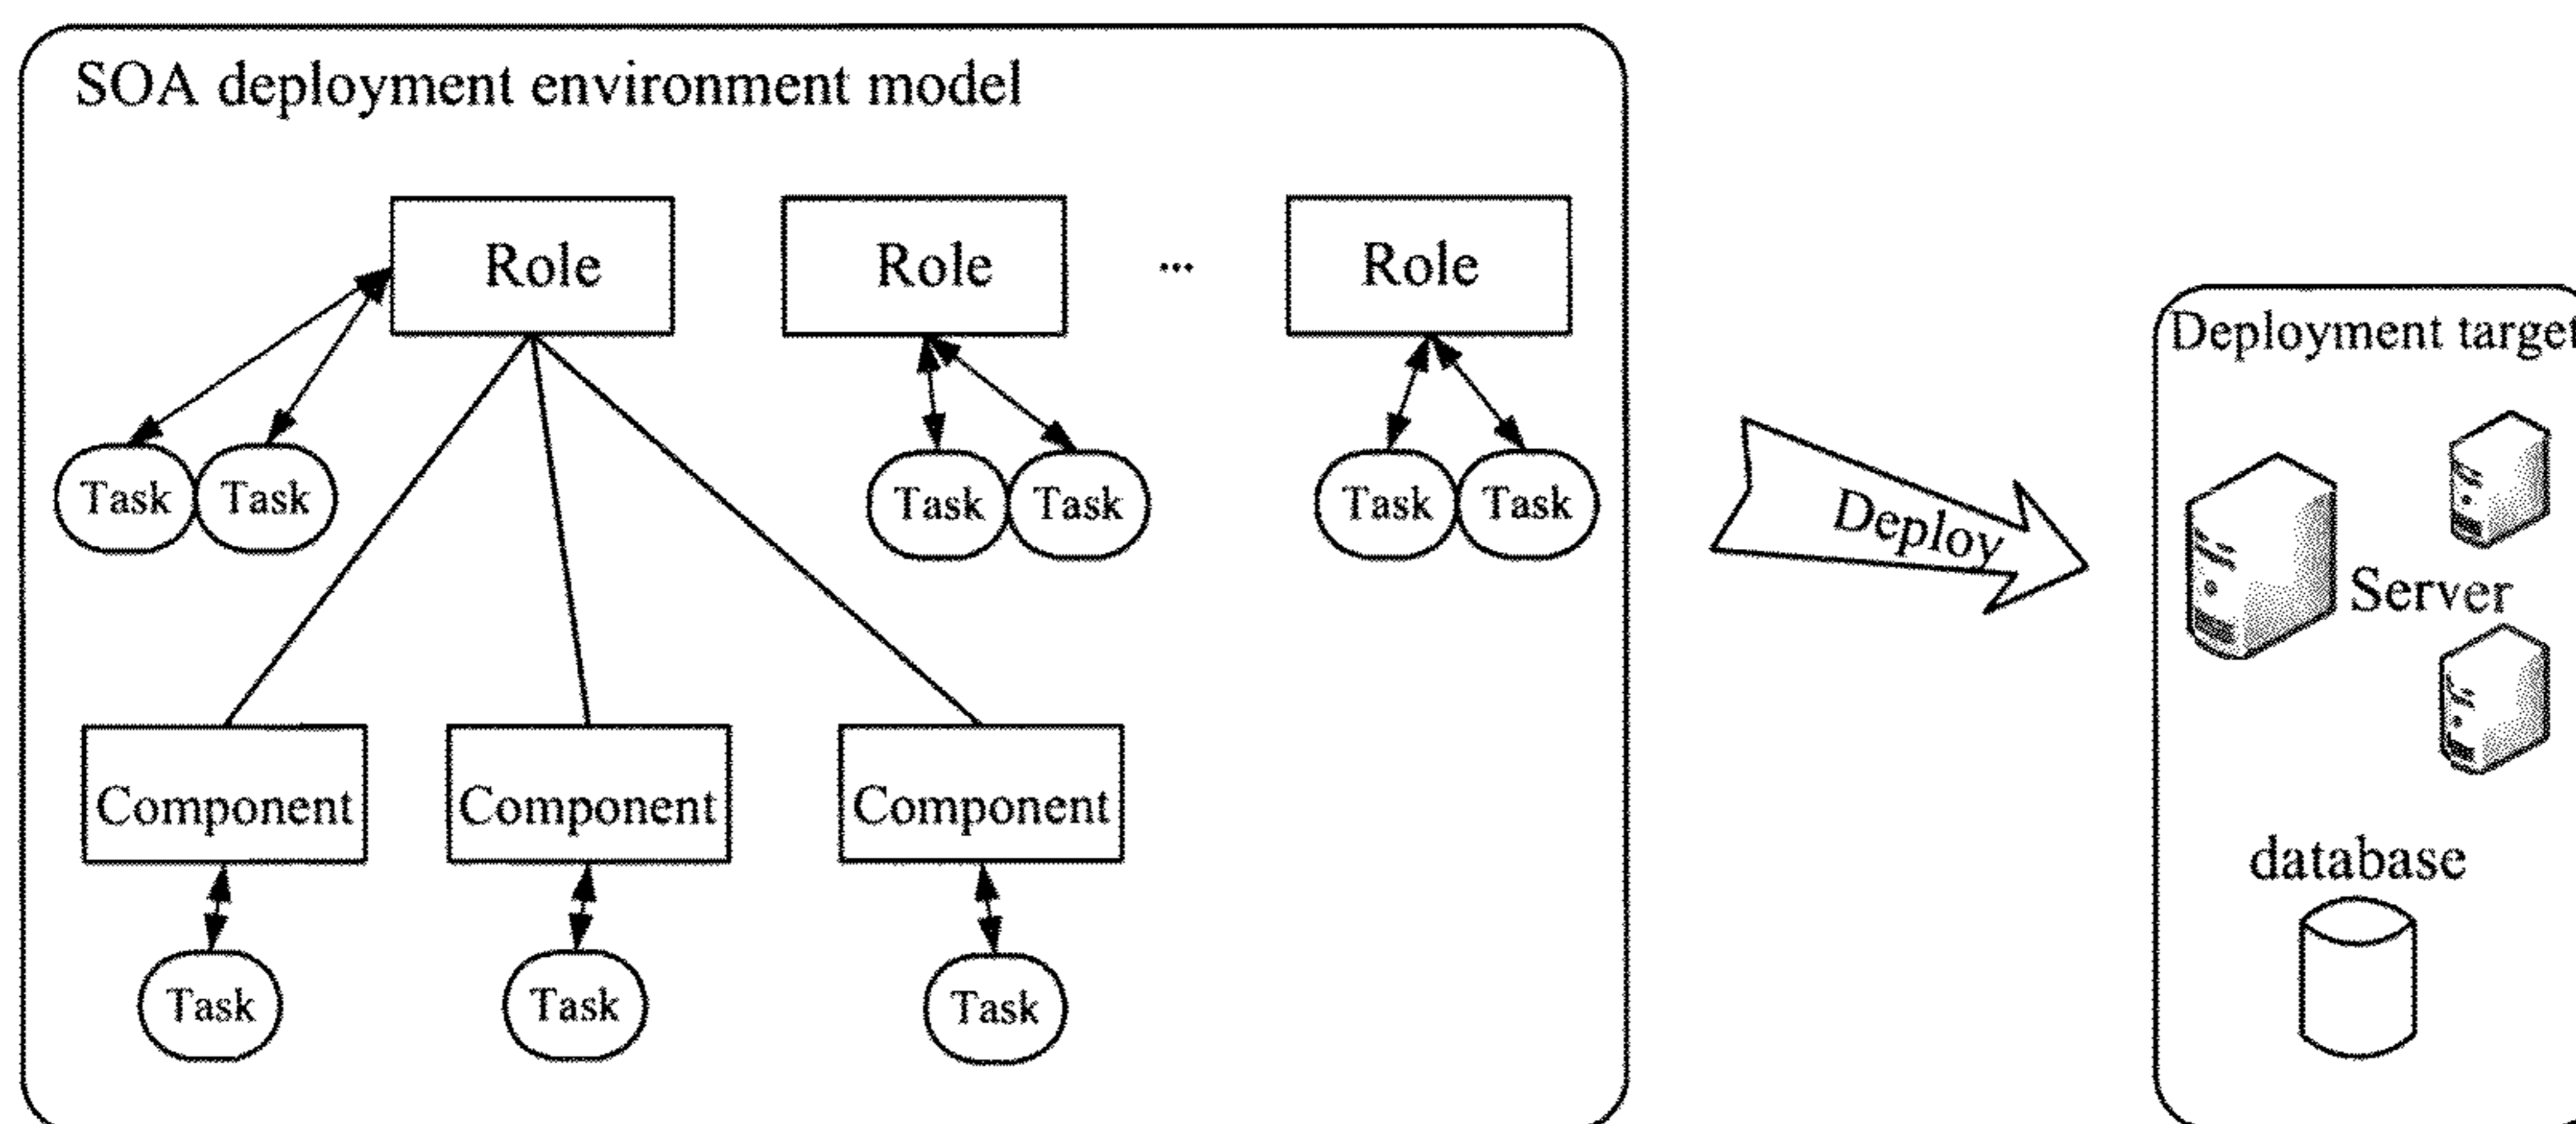 SOA deployment environment model
Role
Role
...
Role
Task
Task
Task
Task
Task
Task
Component
Component
Component
Task
Task
Task
Deploy
Deployment target
Server
database